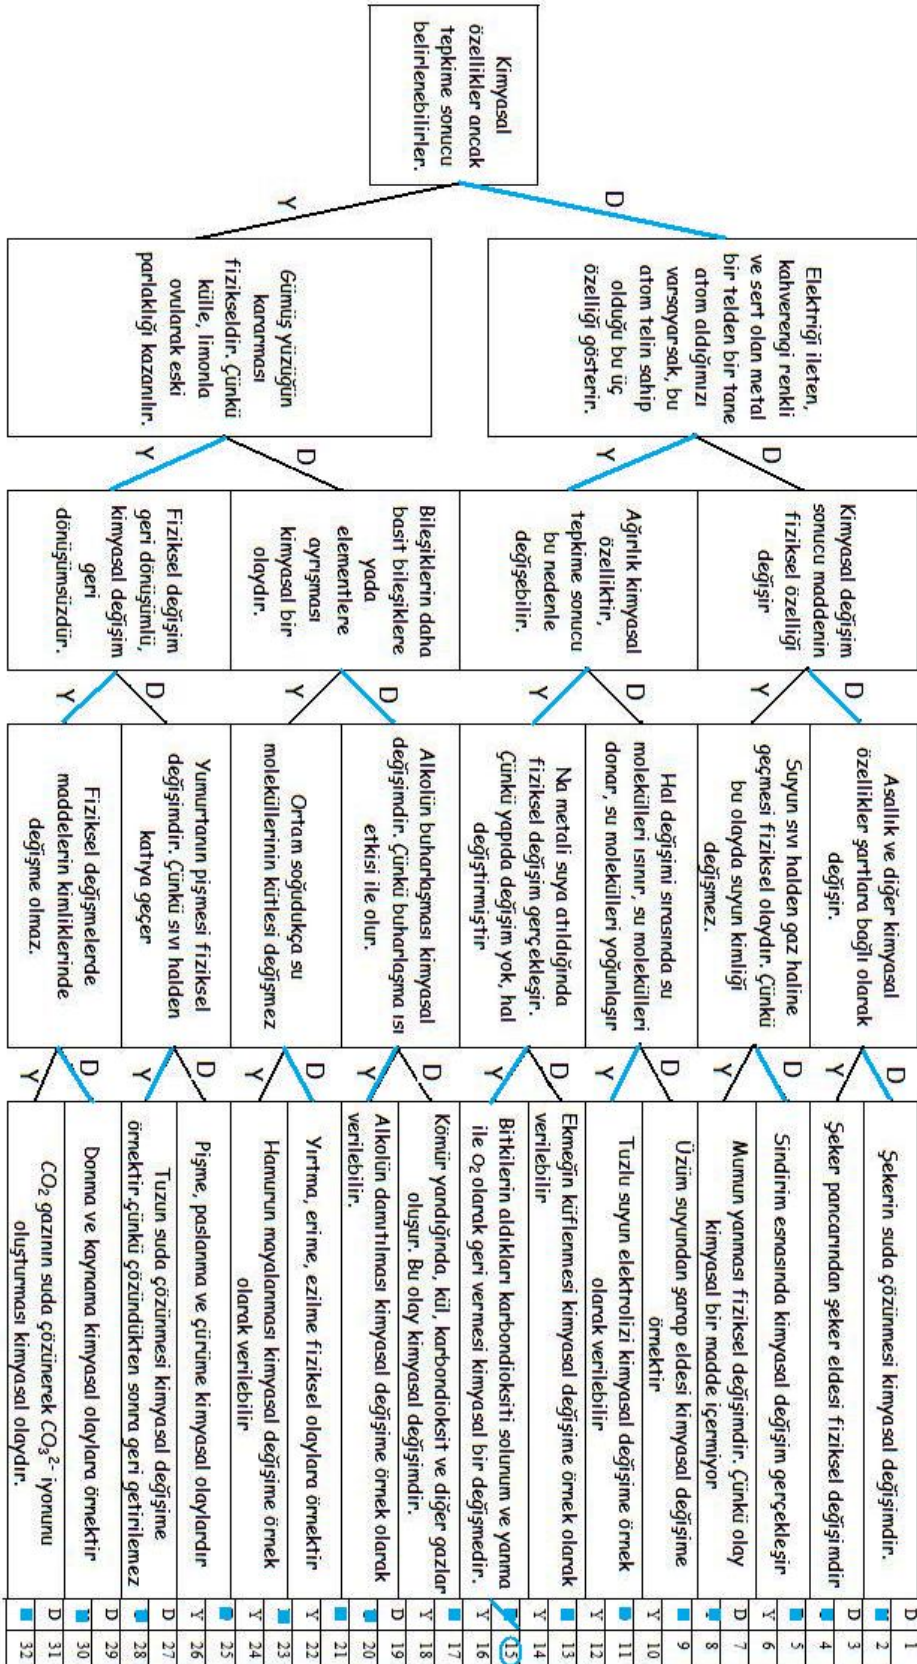 Kimyasal
özellikler ancak
tepkime sonucu
belirlenebilirler.
D
Y
Elektriği ileten,
kahverengi renkli
ve sert olan metal
bir telden bir tane
atom aldığımızı
varsayarsak, bu
atom telin sahip
olduğu bu üç
özelliği gösterir.
Gümüş yüzüğün
kararması
fizikseldir. Çünkü
külle, limonla
ovularak eski
parlaklığı kazanılır.
D
Y
D
Y
Kimyasal değişim
sonucu maddenin
fiziksel özelliği
değişir
Ağırlık kimyasal
özelliktir,
tepkime sonucu
bu nedenle
değişebilir.
Bileşiklerin daha
basit bileşiklere
yada
elementlere
ayrışması
kimyasal bir
olaydır.
Fiziksel değişim
geri dönüşümlü,
kimyasal değişim
geri
dönüşümsüzdür.
D
Y
D
Y
D
Y
D
Y
Asallık ve diğer kimyasal
özellikler şartlara bağlı olarak
değişir.
Suyun sıvı halden gaz haline
geçmesi fiziksel olaydır. Çünkü
bu olayda suyun kimliği
değişmez.
Hal değişimi sırasında su
molekülleri ısınır, su molekülleri
donar, su molekülleri yoğunlaşır
Na metali suya atıldığında
fiziksel değişim gerçekleşir.
Çünkü yapıda değişim yok, hal
değiştirmiştir
Alkolün buharlaşması kimyasal
değişimdir. Çünkü buharlaşma ısı
etkisi ile olur.
Ortam soğudukça su
moleküllerinin kütlesi değişmez
Yumurtanın pişmesi fiziksel
değişimdir. Çünkü sıvı halden
katıya geçer
Fiziksel değişmelerde
maddelerin kimliklerinde
değişme olmaz.
D
Y
D
Y
D
Y
D
Y
D
Y
D
Y
D
Y
D
Y
Şekerin suda çözünmesi kimyasal değişimdir.
Şeker pancarından şeker eldesi fiziksel değişimdir
Sindirim esnasında kimyasal değişim gerçekleşir
Mumun yanması fiziksel değişimdir. Çünkü olay
kimyasal bir madde içermiyor
Üzüm suyundan şarap eldesi kimyasal değişime
örnektir
Tuzlu suyun elektrolizi kimyasal değişime örnek
olarak verilebilir
Ekmeğin küflenmesi kimyasal değişime örnek olarak
verilebilir
Bitkilerin aldıkları karbondioksiti solunum ve yanma
ile O₂ olarak geri vermesi kimyasal bir değişmedir.
Kömür yandığında, kül, karbondioksit ve diğer gazlar
oluşur. Bu olay kimyasal değişimdir.
Alkolün damıtılması kimyasal değişime örnek olarak
verilebilir.
Yırtma, erime, ezilme fiziksel olaylara örnektir
Hamurun mayalanması kimyasal değişime örnek
olarak verilebilir
Pişme, paslanma ve çürüme kimyasal olaylardır
Tuzun suda çözünmesi kimyasal değişime
örnektir.çünkü çözündükten sonra geri getirilemez
Donma ve kaynama kimyasal olaylara örnektir
CO₂ gazının suda çözünerek CO₃²⁻ iyonunu
oluşturması kimyasal olaydır.
D 1
2
D 3
4
5
Y 6
D 7
8
9
Y 10
11
Y 12
13
Y 14
15
Y 16
17
Y 18
D 19
20
21
Y 22
23
Y 24
25
Y 26
D 27
28
D 29
30
D 31
32